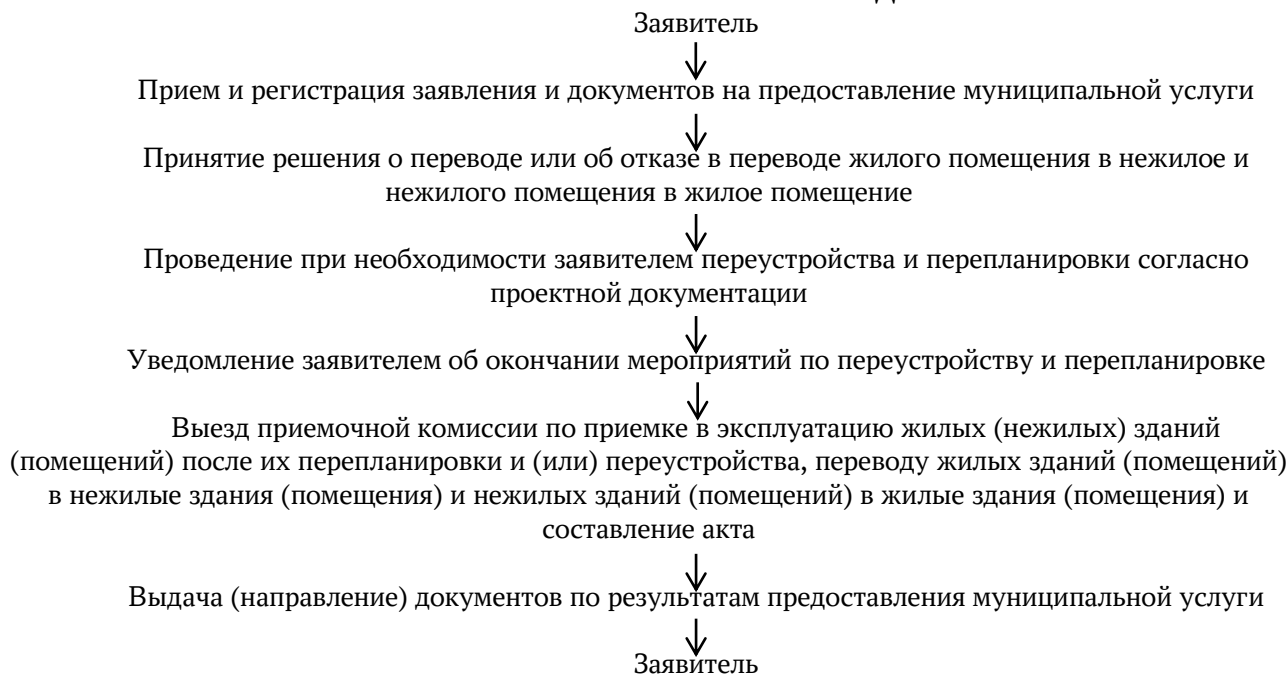 Заявитель
Прием и регистрация заявления и документов на предоставление муниципальной услуги
Принятие решения о переводе или об отказе в переводе жилого помещения в нежилое и
нежилого помещения в жилое помещение
Проведение при необходимости заявителем переустройства и перепланировки согласно
проектной документации
Уведомление заявителем об окончании мероприятий по переустройству и перепланировке
Выезд приемочной комиссии по приемке в эксплуатацию жилых (нежилых) зданий
(помещений) после их перепланировки и (или) переустройства, переводу жилых зданий (помещений)
в нежилые здания (помещения) и нежилых зданий (помещений) в жилые здания (помещения) и
составление акта
Выдача (направление) документов по результатам предоставления муниципальной услуги
Заявитель